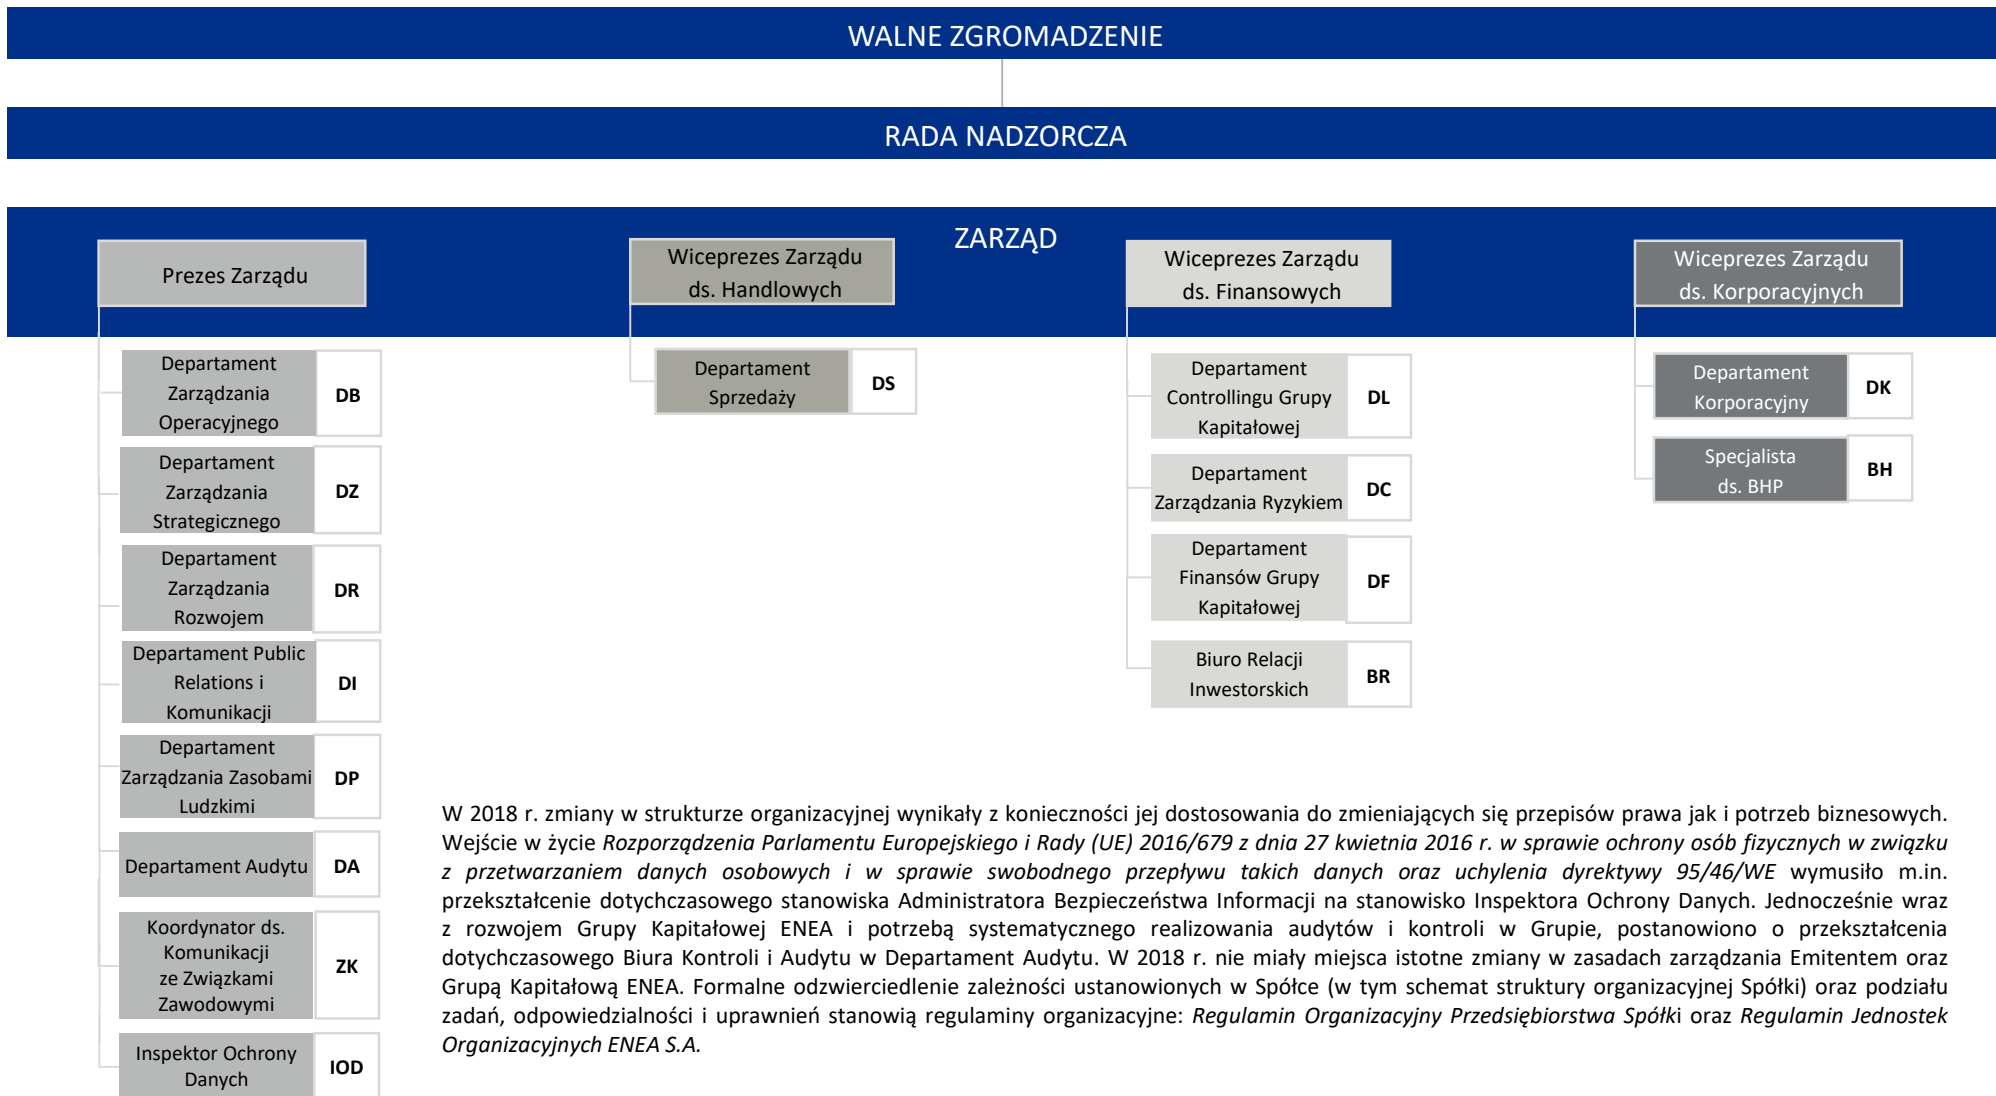 WALNE ZGROMADZENIE
RADA NADZORCZA
ZARZĄD
Prezes Zarządu
Departament
Zarządzania
Operacyjnego
DB
Departament
Zarządzania
Strategicznego
DZ
Departament
Zarządzania
Rozwojem
DR
Departament Public
Relations i
Komunikacji
DI
Departament
Zarządzania Zasobami
Ludzkimi
DP
Departament Audytu
DA
Koordynator ds.
Komunikacji
ze Związkami
Zawodowymi
ZK
Inspektor Ochrony
Danych
IOD
Wiceprezes Zarządu
ds. Handlowych
Departament
Sprzedaży
DS
Wiceprezes Zarządu
ds. Finansowych
Departament
Controllingu Grupy
Kapitałowej
DL
Departament
Zarządzania Ryzykiem
DC
Departament
Finansów Grupy
Kapitałowej
DF
Biuro Relacji
Inwestorskich
BR
Wiceprezes Zarządu
ds. Korporacyjnych
Departament
Korporacyjny
DK
Specjalista
ds. BHP
BH
W 2018 r. zmiany w strukturze organizacyjnej wynikały z konieczności jej dostosowania do zmieniających się przepisów prawa jak i potrzeb biznesowych.
Wejście w życie Rozporządzenia Parlamentu Europejskiego i Rady (UE) 2016/679 z dnia 27 kwietnia 2016 r. w sprawie ochrony osób fizycznych w związku
z przetwarzaniem danych osobowych i w sprawie swobodnego przepływu takich danych oraz uchylenia dyrektywy 95/46/WE wymusiło m.in.
przekształcenie dotychczasowego stanowiska Administratora Bezpieczeństwa Informacji na stanowisko Inspektora Ochrony Danych. Jednocześnie wraz
z rozwojem Grupy Kapitałowej ENEA i potrzebą systematycznego realizowania audytów i kontroli w Grupie, postanowiono o przekształcenia
dotychczasowego Biura Kontroli i Audytu w Departament Audytu. W 2018 r. nie miały miejsca istotne zmiany w zasadach zarządzania Emitentem oraz
Grupą Kapitałową ENEA. Formalne odzwierciedlenie zależności ustanowionych w Spółce (w tym schemat struktury organizacyjnej Spółki) oraz podziału
zadań, odpowiedzialności i uprawnień stanowią regulaminy organizacyjne: Regulamin Organizacyjny Przedsiębiorstwa Spółki oraz Regulamin Jednostek
Organizacyjnych ENEA S.A.